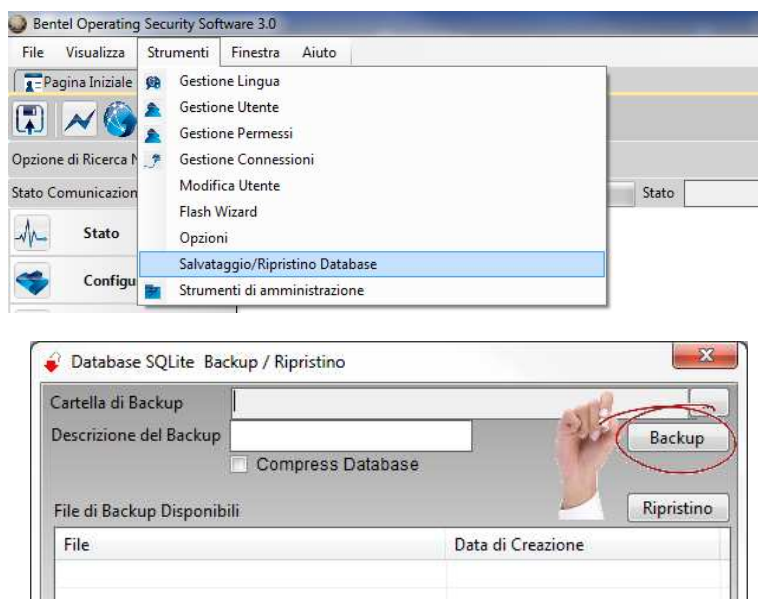 Bentel Operating Security Software 3.0
File Visualizza Strumenti Finestra Aiuto
Pagina Iniziale
Gestione Lingua
Gestione Utente
Gestione Permessi
Opzione di Ricerca
Gestione Connessioni
Stato Comunicazion
Modifica Utente
Stato
Flash Wizard
Stato
Opzioni
Salvataggio/Ripristino Database
Configu
Strumenti di amministrazione
Database SQLite Backup / Ripristino
Cartella di Backup
...
Descrizione del Backup
Backup
Compress Database
File di Backup Disponibili
Ripristino
File Data di Creazione